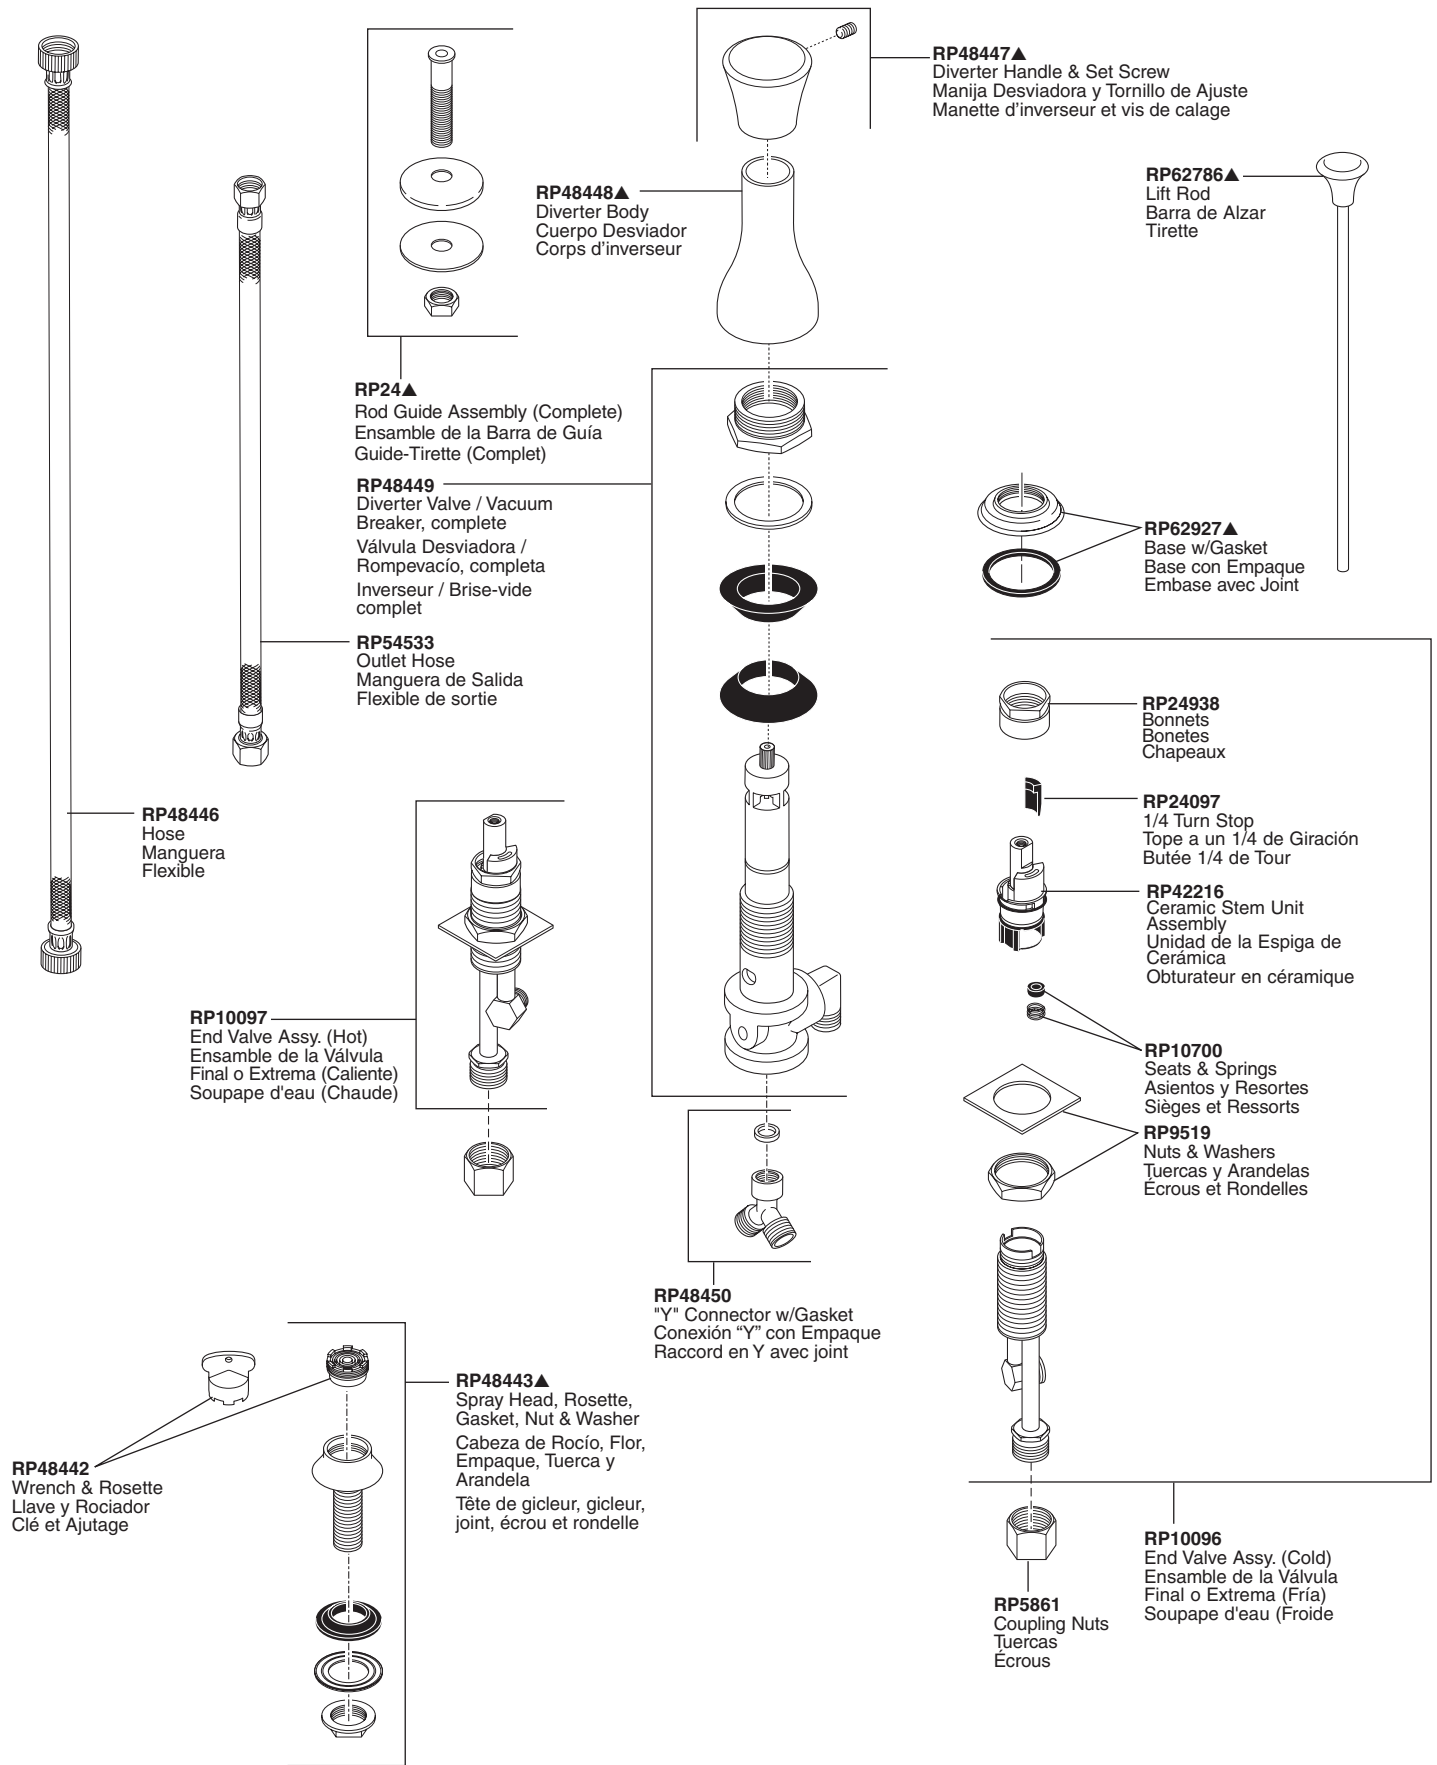 RP48447▲
Diverter Handle & Set Screw
Manija Desviadora y Tornillo de Ajuste
Manette d'inverseur et vis de calage
RP62786▲
Lift Rod
Barra de Alzar
Tirette
RP48448▲
Diverter Body
Cuerpo Desviador
Corps d'inverseur
RP24▲
Rod Guide Assembly (Complete)
Ensamble de la Barra de Guía
Guide-Tirette (Complet)
RP48449
Diverter Valve / Vacuum
Breaker, complete
Válvula Desviadora /
Rompevacío, completa
Inverseur / Brise-vide
complet
RP62927▲
Base w/Gasket
Base con Empaque
Embase avec Joint
RP54533
Outlet Hose
Manguera de Salida
Flexible de sortie
RP24938
Bonnets
Bonetes
Chapeaux
RP48446
Hose
Manguera
Flexible
RP24097
1/4 Turn Stop
Tope a un 1/4 de Giración
Butée 1/4 de Tour
RP42216
Ceramic Stem Unit
Assembly
Unidad de la Espiga de
Cerámica
Obturateur en céramique
RP10097
End Valve Assy. (Hot)
Ensamble de la Válvula
Final o Extrema (Caliente)
Soupape d'eau (Chaude)
RP10700
Seats & Springs
Asientos y Resortes
Sièges et Ressorts
RP9519
Nuts & Washers
Tuercas y Arandelas
Écrous et Rondelles
RP48450
"Y" Connector w/Gasket
Conexión “Y” con Empaque
Raccord en Y avec joint
RP48443▲
Spray Head, Rosette,
Gasket, Nut & Washer
Cabeza de Rocío, Flor,
Empaque, Tuerca y
Arandela
Tête de gicleur, gicleur,
joint, écrou et rondelle
RP48442
Wrench & Rosette
Llave y Rociador
Clé et Ajutage
RP10096
End Valve Assy. (Cold)
Ensamble de la Válvula
Final o Extrema (Fría)
Soupape d'eau (Froide
RP5861
Coupling Nuts
Tuercas
Écrous